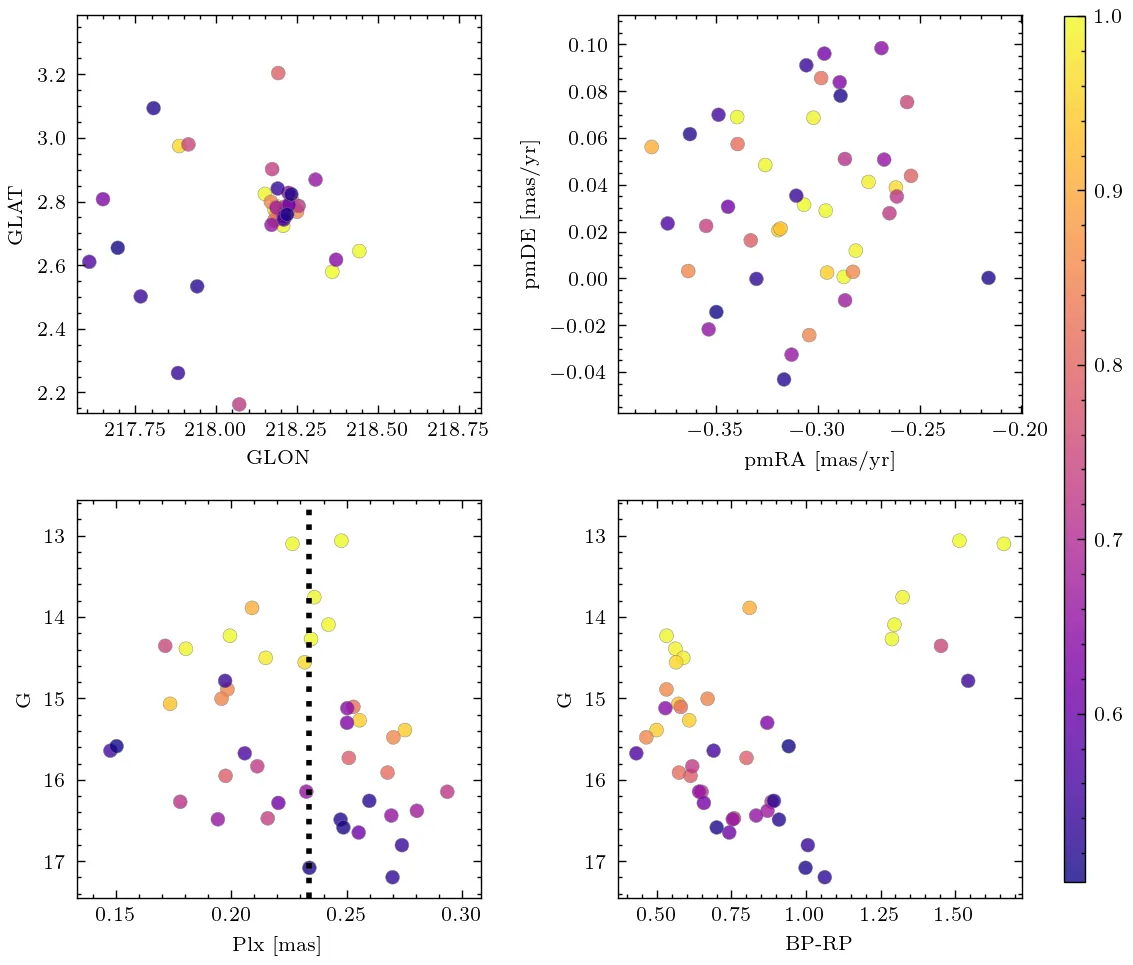 3.2
3.0
2.8
2.6
2.4
2.2
GLAT
217.75 218.00 218.25 218.50 218.75
GLON
0.10
0.08
0.06
0.04
0.02
0.00
−0.02
−0.04
pmDE [mas/yr]
−0.35 −0.30 −0.25 −0.20
pmRA [mas/yr]
1.0
0.9
0.8
0.7
0.6
13
14
15
16
17
G
0.15 0.20 0.25 0.30
Plx [mas]
13
14
15
16
17
G
0.50 0.75 1.00 1.25 1.50
BP-RP